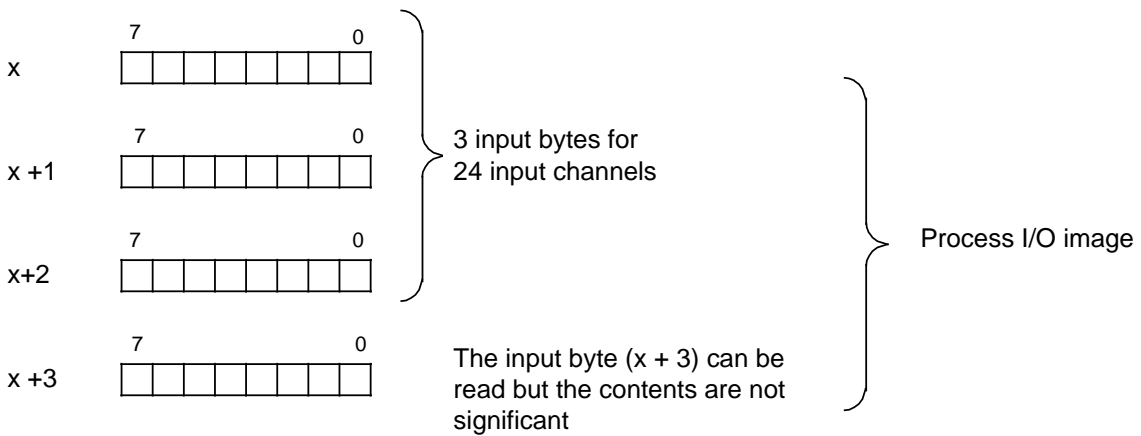 7 0
x
7 0
x +1
3 input bytes for
24 input channels
7 0
x+2
Process I/O image
7 0
x +3
The input byte (x + 3) can be
read but the contents are not
significant